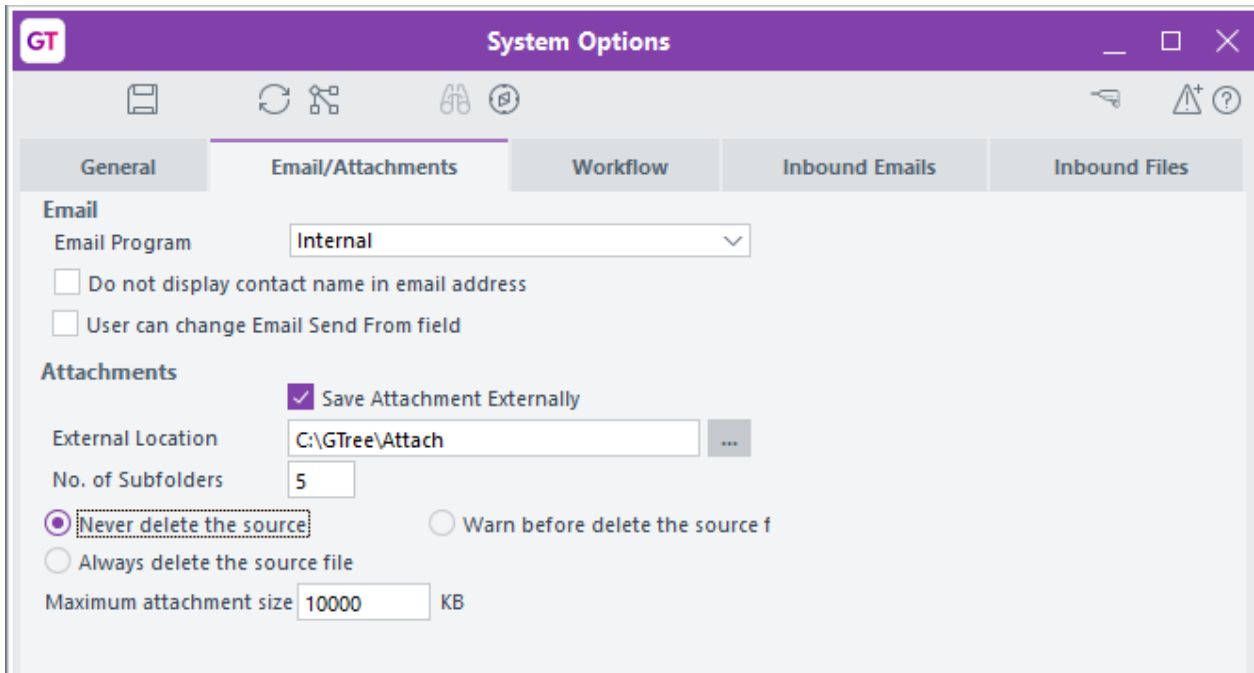 GT System Options
General Email/Attachments Workflow Inbound Emails Inbound Files
Email
Email Program Internal
Do not display contact name in email address
User can change Email Send From field
Attachments
Save Attachment Externally
External Location C:\GTree\Attach ...
No. of Subfolders 5
Never delete the source Warn before delete the source f
Always delete the source file
Maximum attachment size 10000 KB